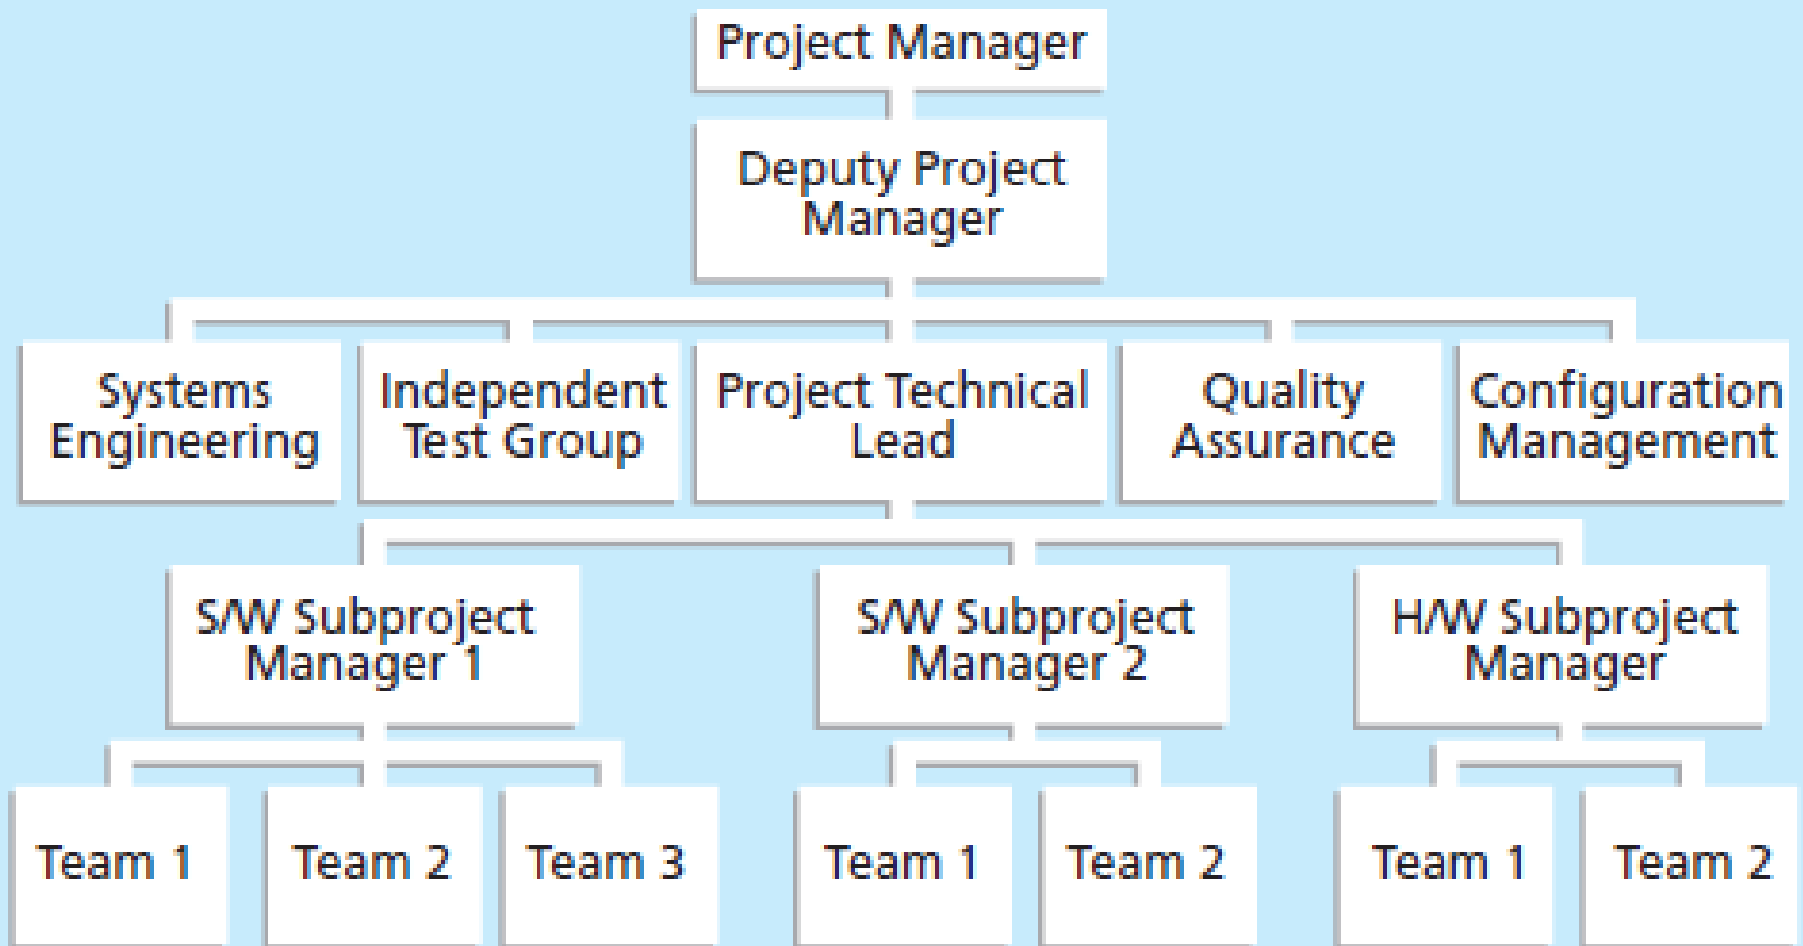 Project Manager
Deputy Project
Manager
Systems
Engineering
Independent
Test Group
Project Technical
Lead
Quality
Assurance
Configuration
Management
S/W Subproject
Manager 1
S/W Subproject
Manager 2
H/W Subproject
Manager
Team 1
Team 2
Team 3
Team 1
Team 2
Team 1
Team 2